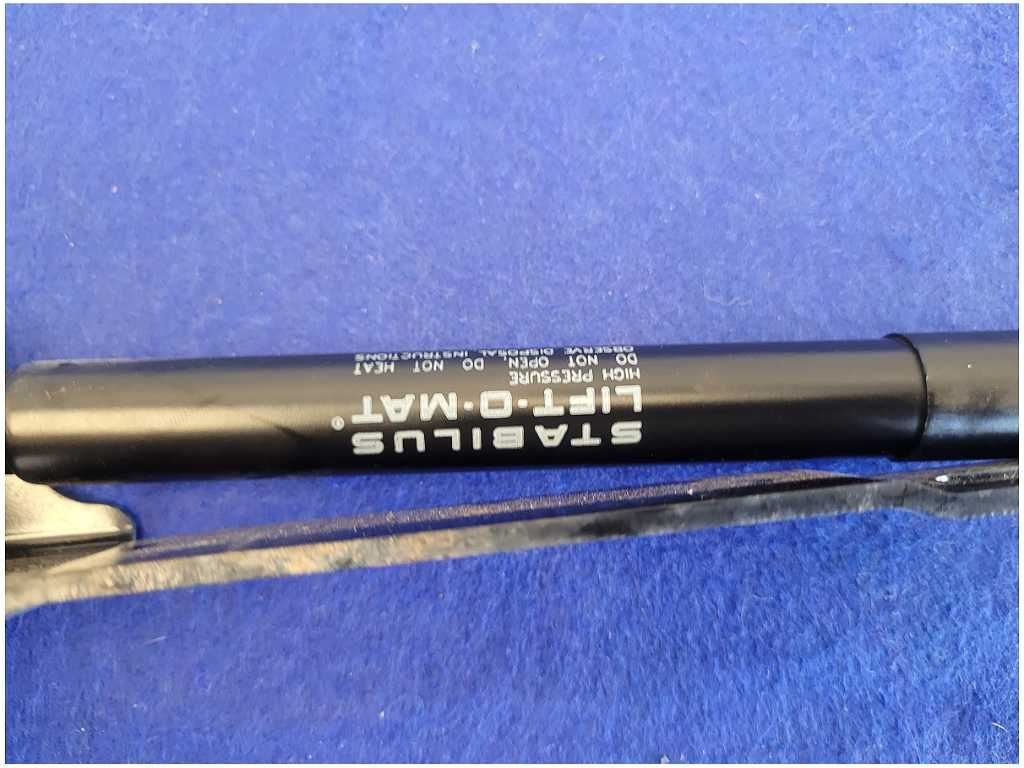 STABILUS
LIFT-O-MAT®
HIGH PRESSURE
DO NOT OPEN, DO NOT HEAT
OBSERVE DISPOSAL INSTRUCTIONS